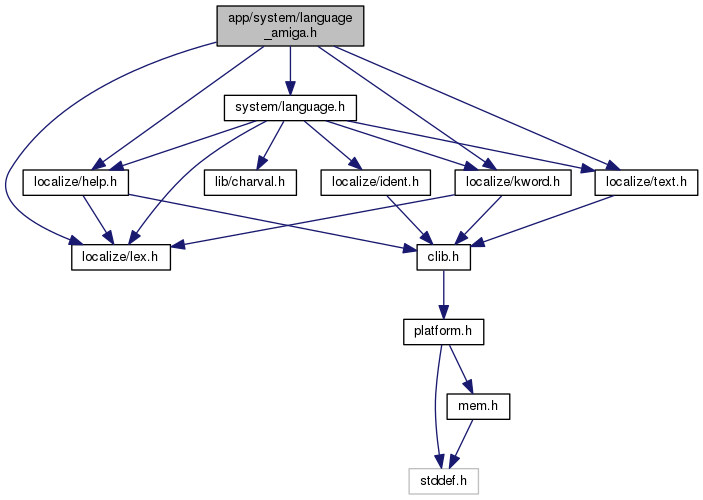 app/system/language
_amiga.h
system/language.h
localize/help.h
lib/charval.h
localize/ident.h
localize/kword.h
localize/text.h
localize/lex.h
clib.h
platform.h
mem.h
stddef.h